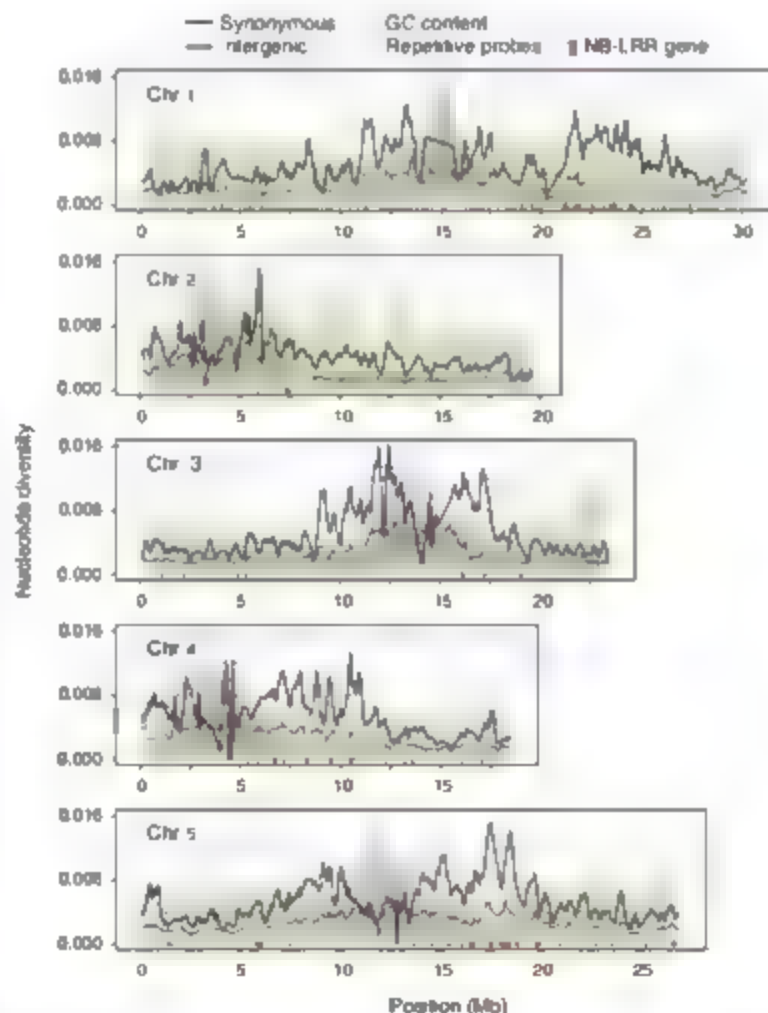 Synonymous GC content
Intergenic Repetitive probes NB-LRR gene
0.016
Chr 1
0.008
0.000
0 5 10 15 20 25 30
0.016
Chr 2
0.008
0.000
0 5 10 15 20
0.016
Chr 3
0.008
0.000
0 5 10 15 20
0.016
Chr 4
0.008
0.000
0 5 10 15
0.016
Chr 5
0.008
0.000
0 5 10 15 20 25
Nucleotide diversity
Position (Mb)